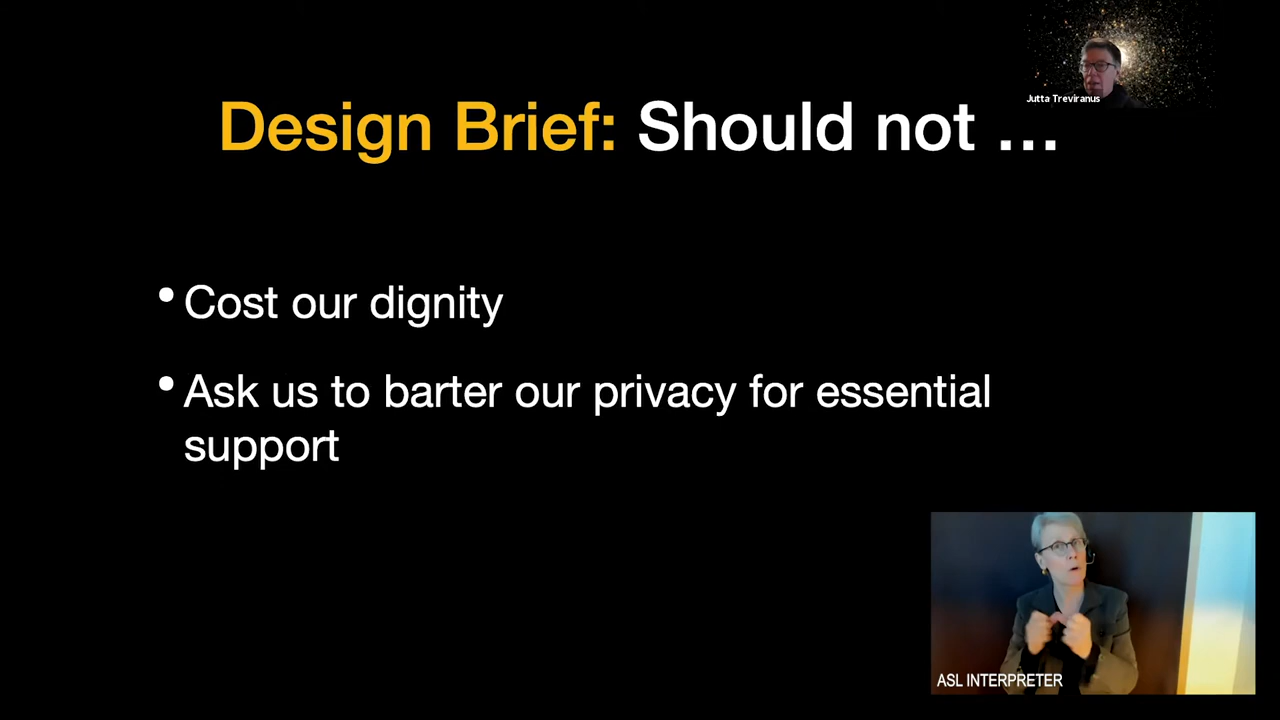 Jutta Treviranus
Design Brief: Should not …
• Cost our dignity
• Ask us to barter our privacy for essential
support
ASL INTERPRETER